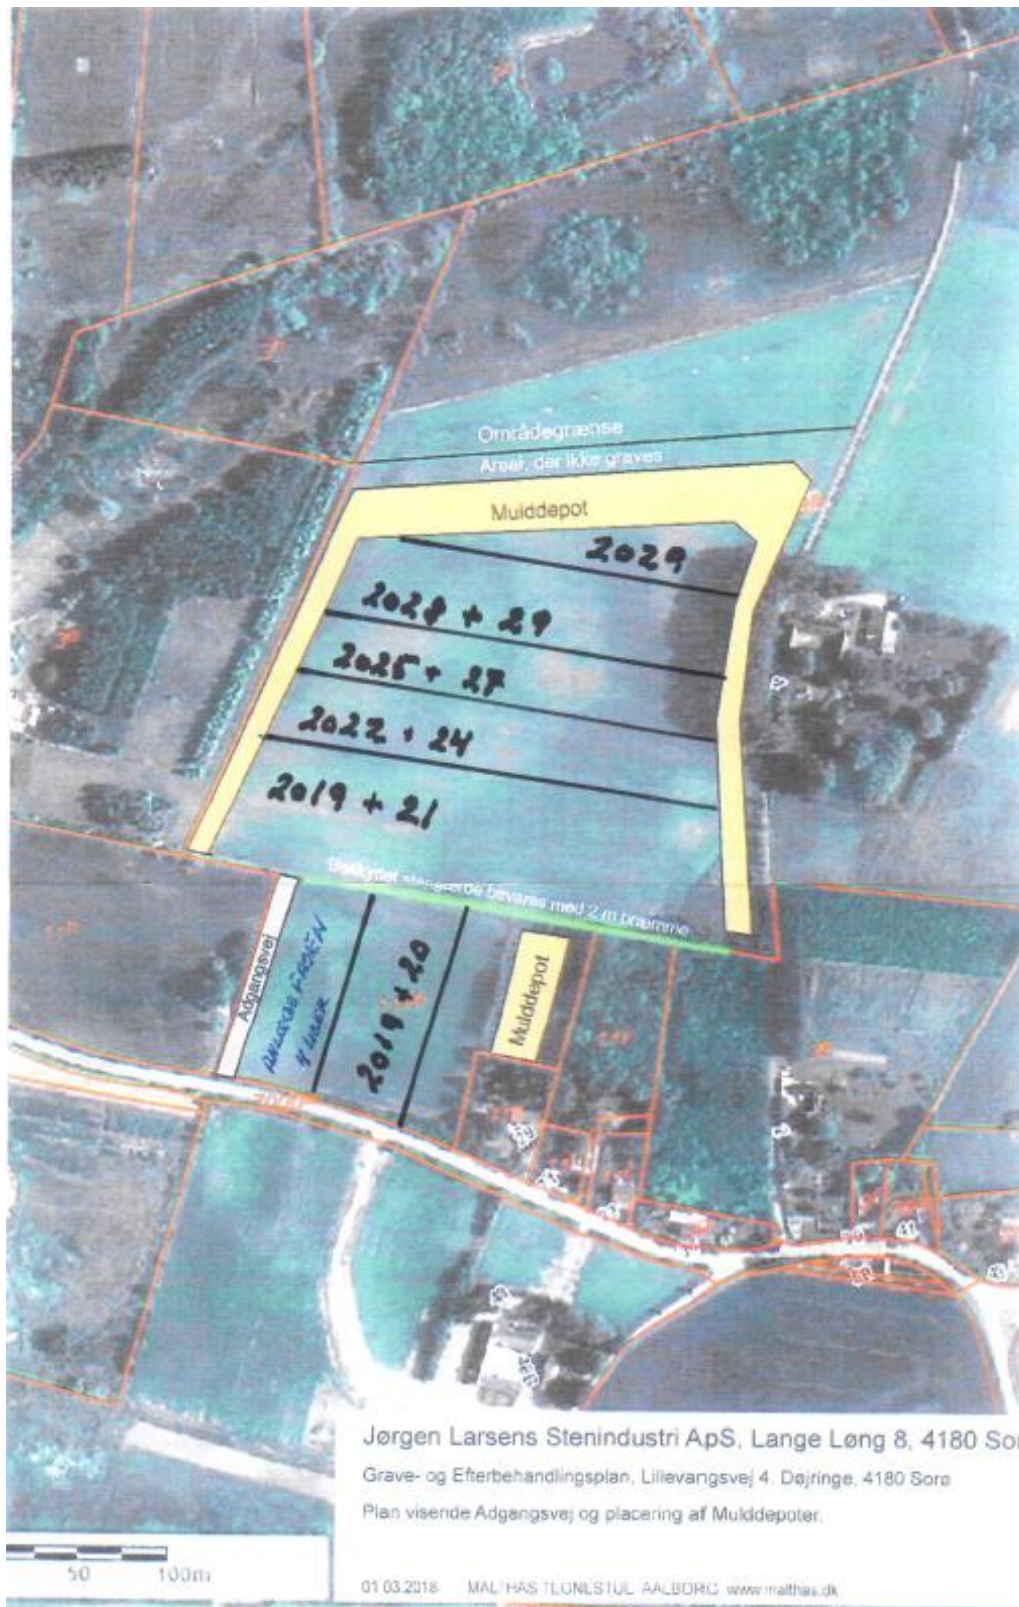 Områdegrænse
Areal, der ikke graves
Mulddepot
2029
2028 + 29
2025 + 27
2022 + 24
2019 + 21
Beskyttet stengærde bevares med 2 m bræmme
Adgangsvej
2019 + 20
Mulddepot
41
Jørgen Larsens Stenindustri ApS, Lange Løng 8, 4180 Sor
Grave- og Efterbehandlingsplan, Lillevangsvej 4, Døjringe, 4180 Sorø
Plan visende Adgangsvej og placering af Mulddepoter.
50 100m
01.03.2018 MALTHAS TEGNESTUE AALBORG www.malthas.dk